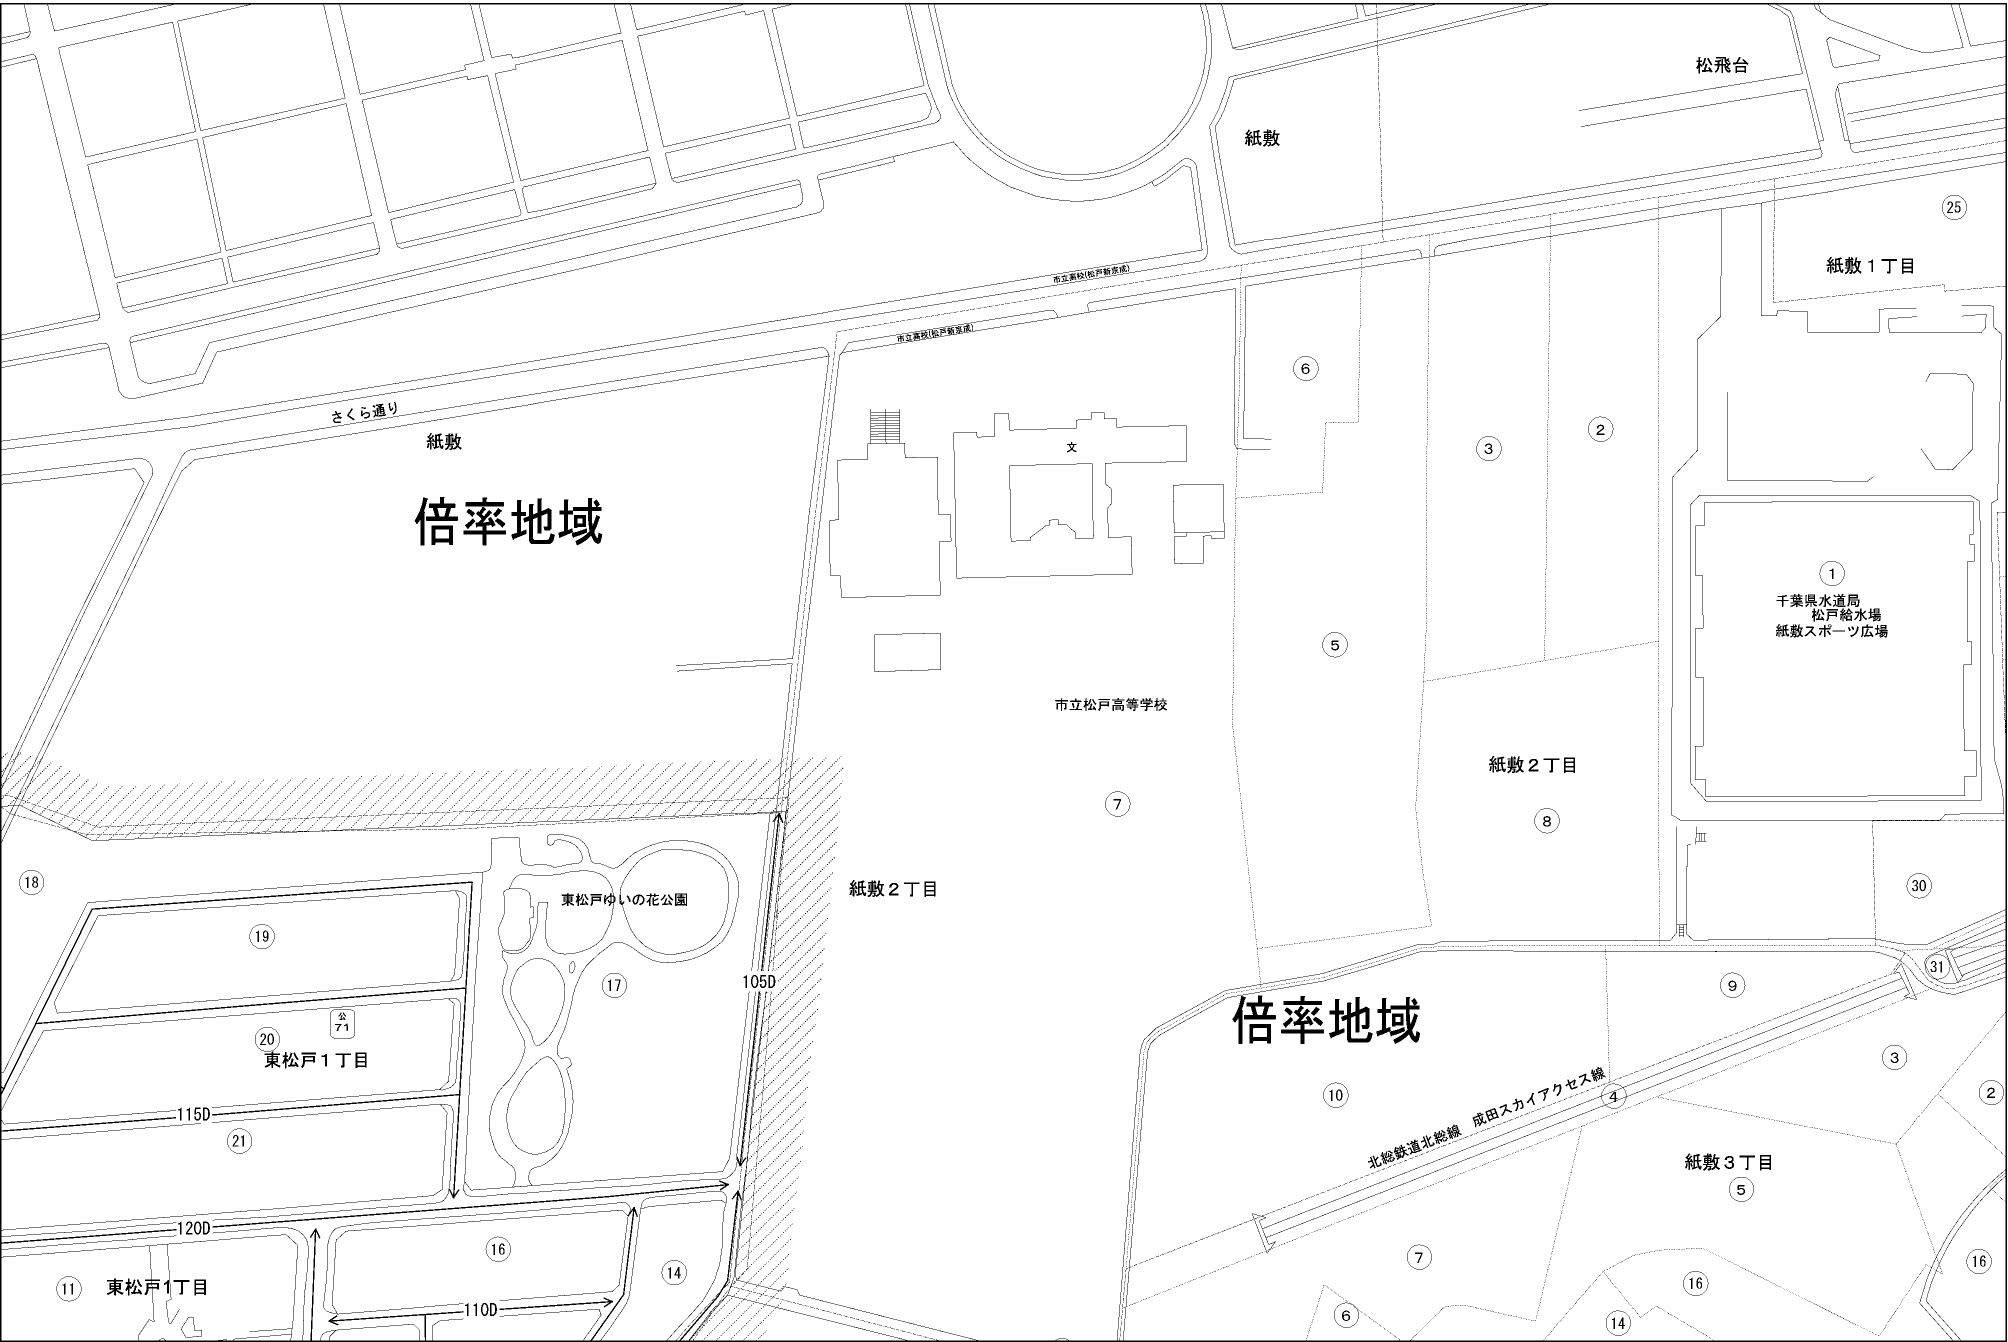 松飛台
紙敷
25
紙敷１丁目
市立高校(松戸新京成)
市立高校(松戸新京成)
6
さくら通り
紙敷
2
3
文
倍率地域
1
千葉県水道局
松戸給水場
紙敷スポーツ広場
5
市立松戸高等学校
紙敷２丁目
7
8
18
紙敷２丁目
30
東松戸ゆいの花公園
19
31
105D
17
9
公
71
倍率地域
20
東松戸１丁目
3
10
4
2
115D
北総鉄道北総線　成田スカイアクセス線
21
紙敷３丁目
5
120D
16
7
16
14
11
東松戸1丁目
16
110D
6
14